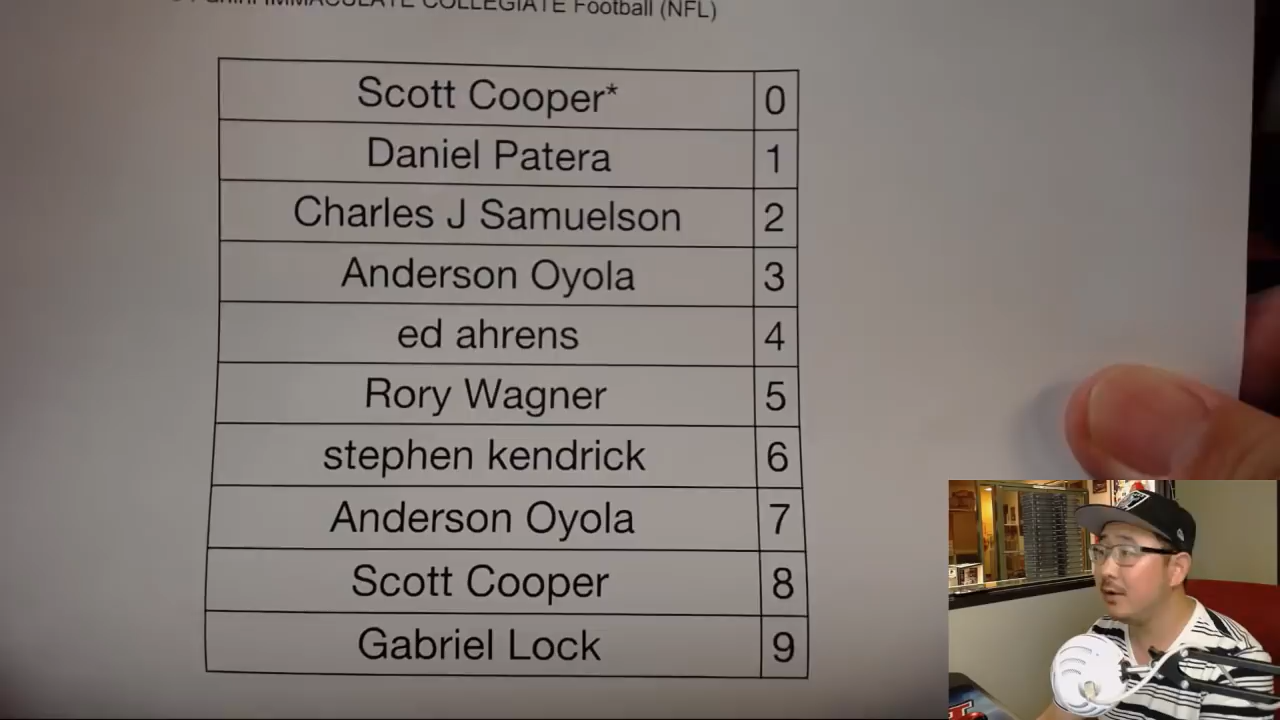 Panini IMMACULATE COLLEGIATE Football (NFL)
Scott Cooper* 0
Daniel Patera 1
Charles J Samuelson 2
Anderson Oyola 3
ed ahrens 4
Rory Wagner 5
stephen kendrick 6
Anderson Oyola 7
Scott Cooper 8
Gabriel Lock 9